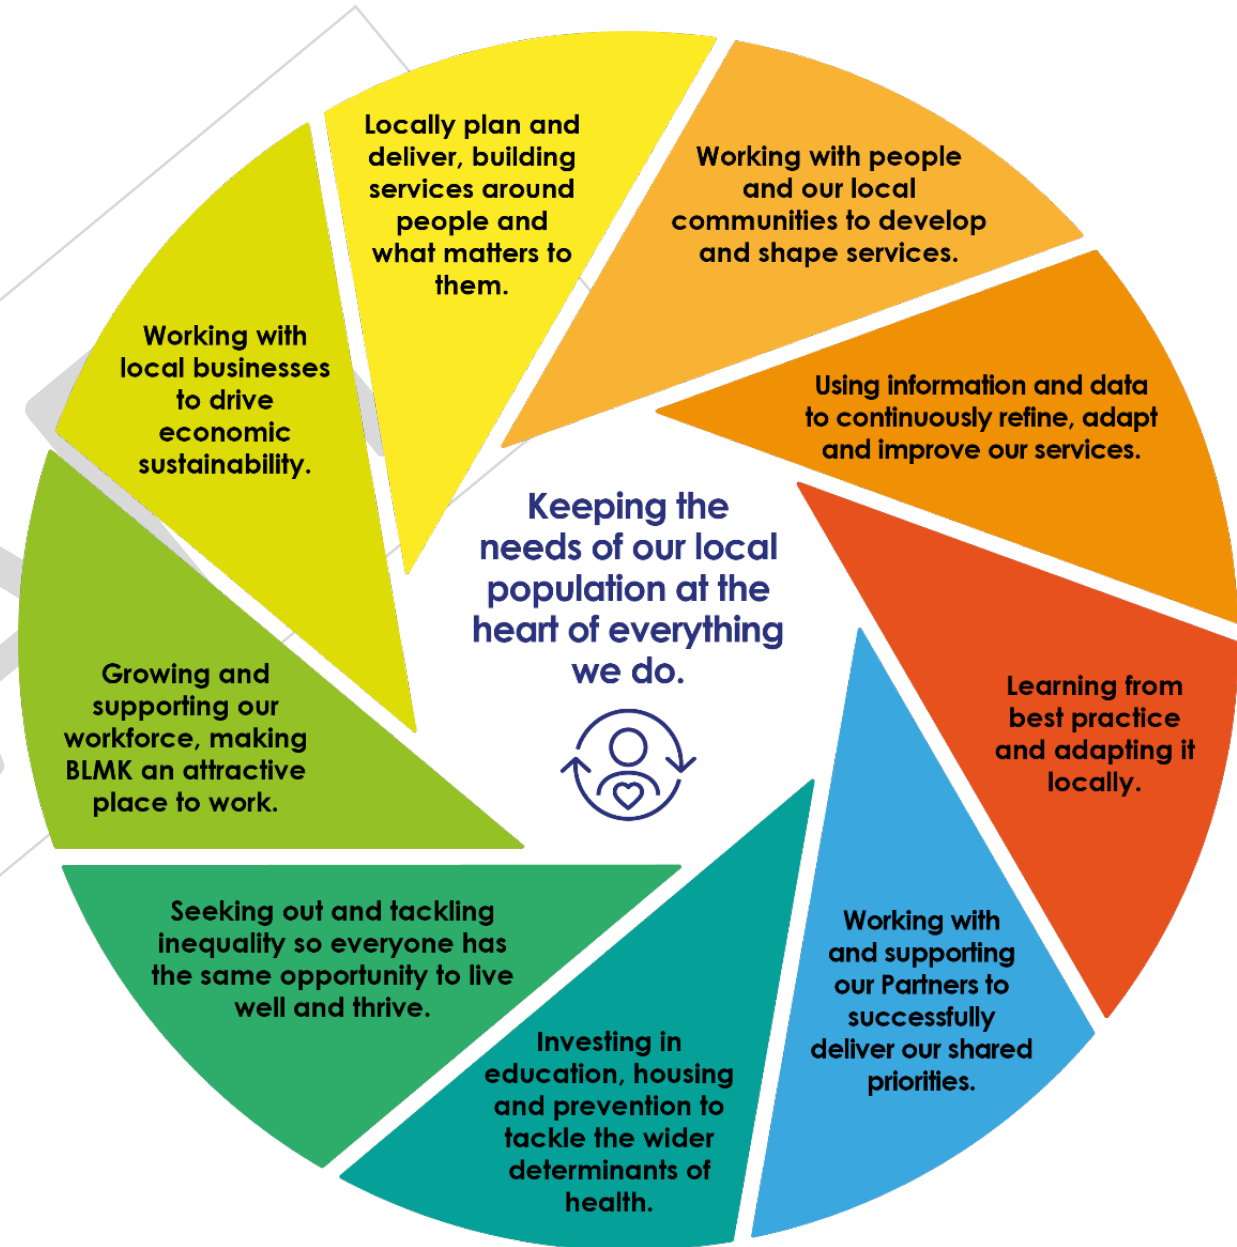 Locally plan and
deliver, building
services around
people and
what matters to
them.
Working with people
and our local
communities to develop
and shape services.
Using information and data
to continuously refine, adapt
and improve our services.
Learning from
best practice
and adapting it
locally.
Working with
and supporting
our Partners to
successfully
deliver our shared
priorities.
Investing in
education, housing
and prevention to
tackle the wider
determinants of
health.
Seeking out and tackling
inequality so everyone has
the same opportunity to live
well and thrive.
Growing and
supporting our
workforce, making
BLMK an attractive
place to work.
Working with
local businesses
to drive
economic
sustainability.
Keeping the
needs of our local
population at the
heart of everything
we do.